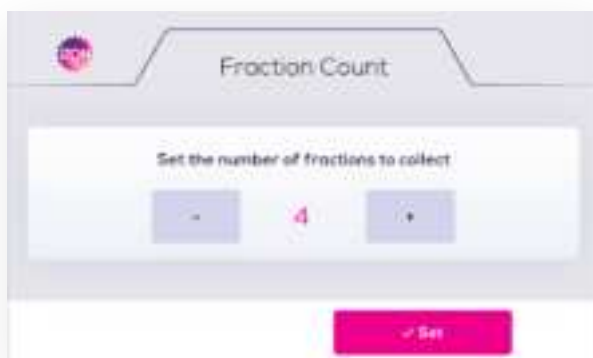 Fraction Count
Set the number of fractions to collect
- 4 +
✓ Set